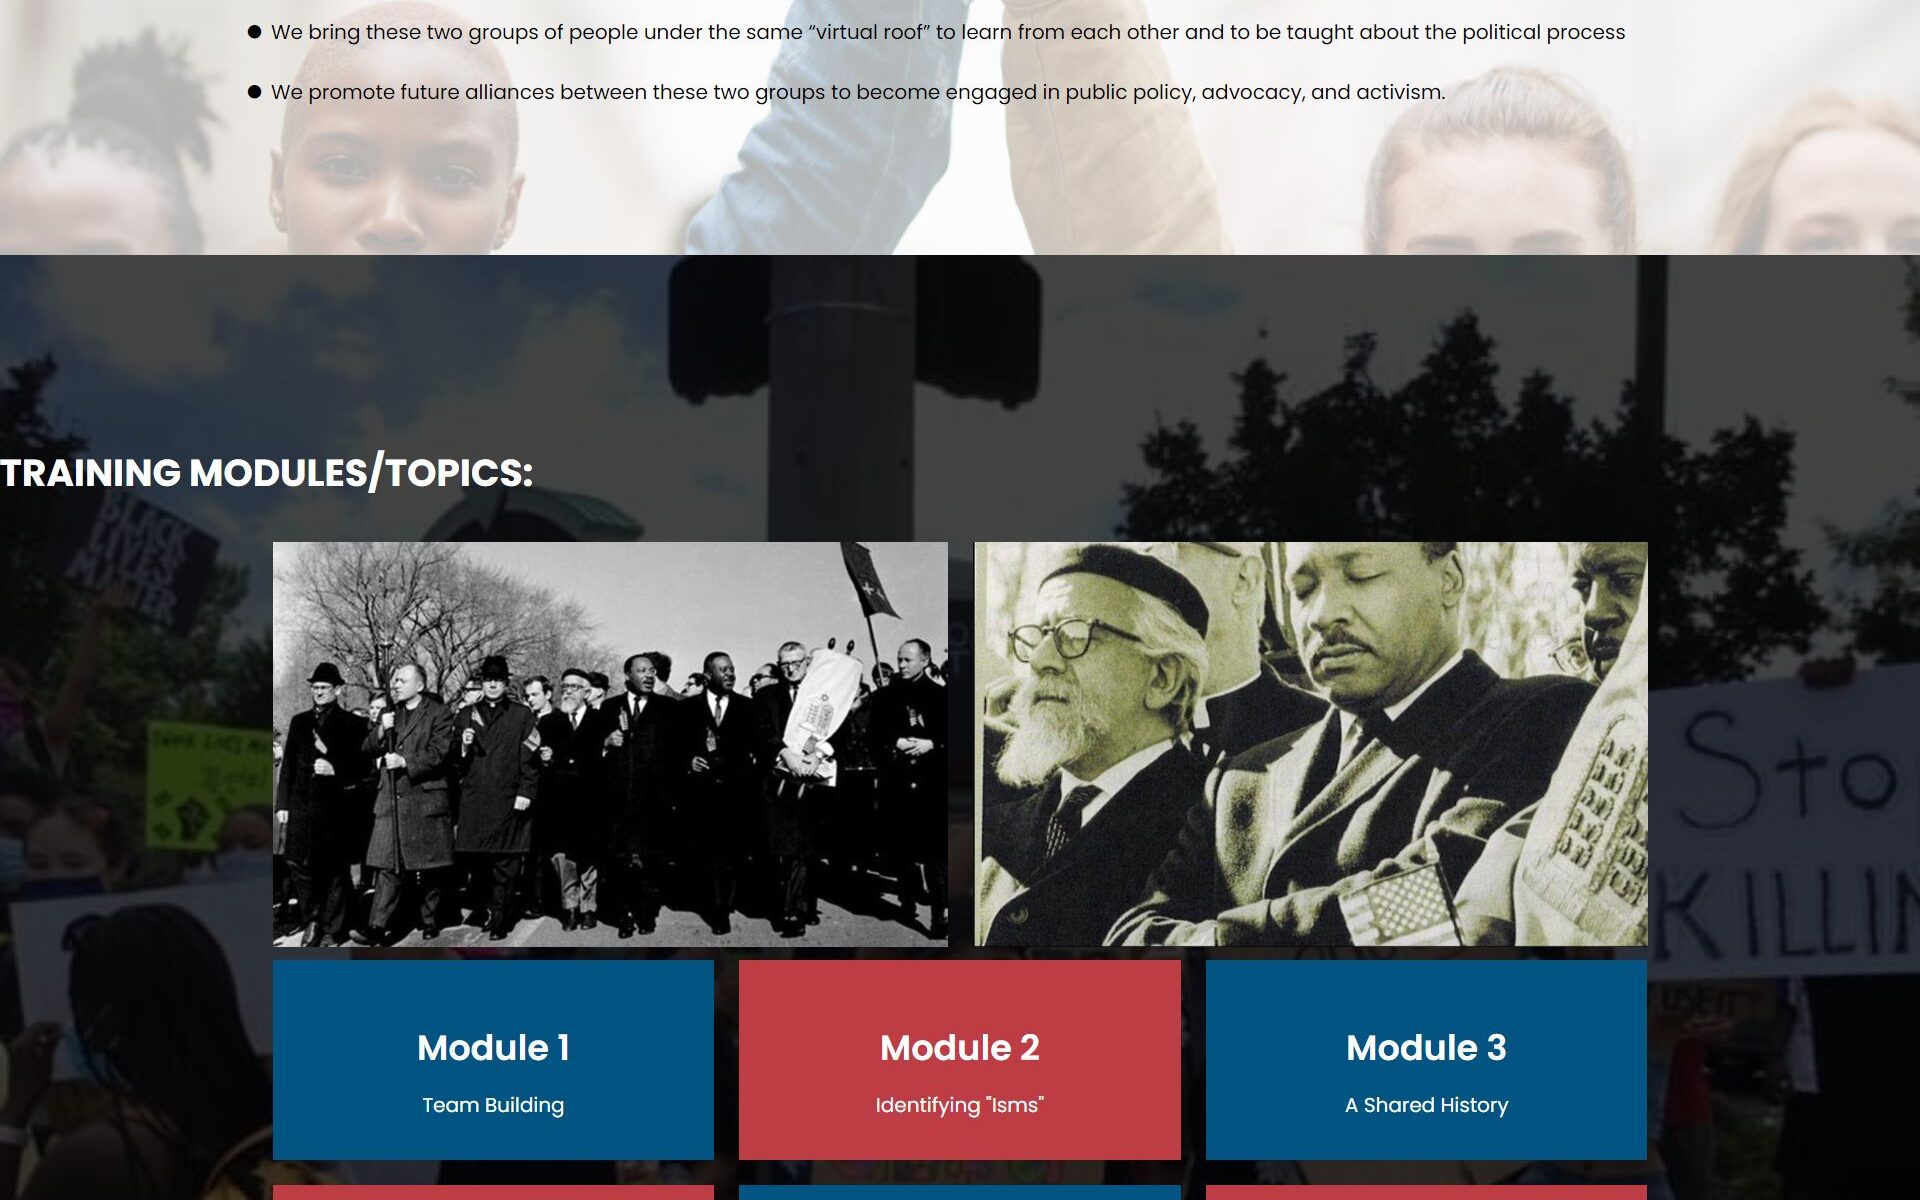 ● We bring these two groups of people under the same “virtual roof” to learn from each other and to be taught about the political process
● We promote future alliances between these two groups to become engaged in public policy, advocacy, and activism.
TRAINING MODULES/TOPICS:
BLACK
LIVES
MATTER
Sto
KILLIN
Module 1
Team Building
Module 2
Identifying "Isms"
Module 3
A Shared History